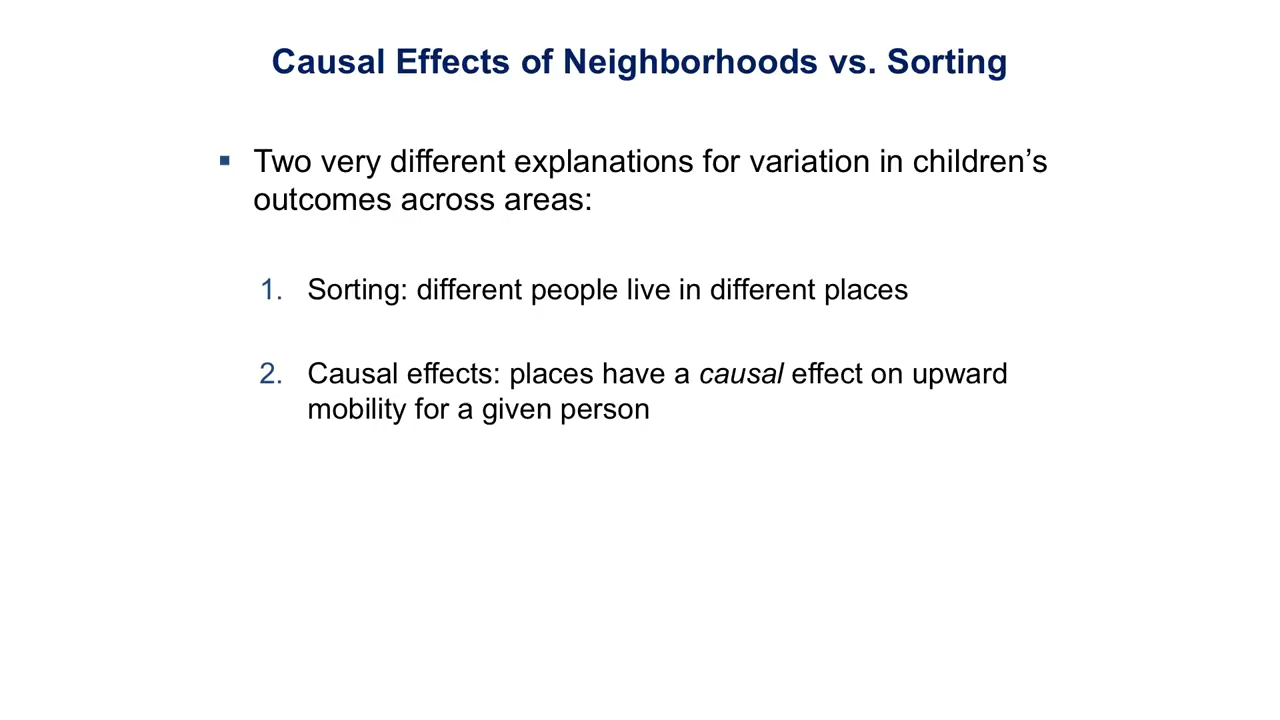 Causal Effects of Neighborhoods vs. Sorting
▪ Two very different explanations for variation in children’s
outcomes across areas:
1. Sorting: different people live in different places
2. Causal effects: places have a causal effect on upward
mobility for a given person